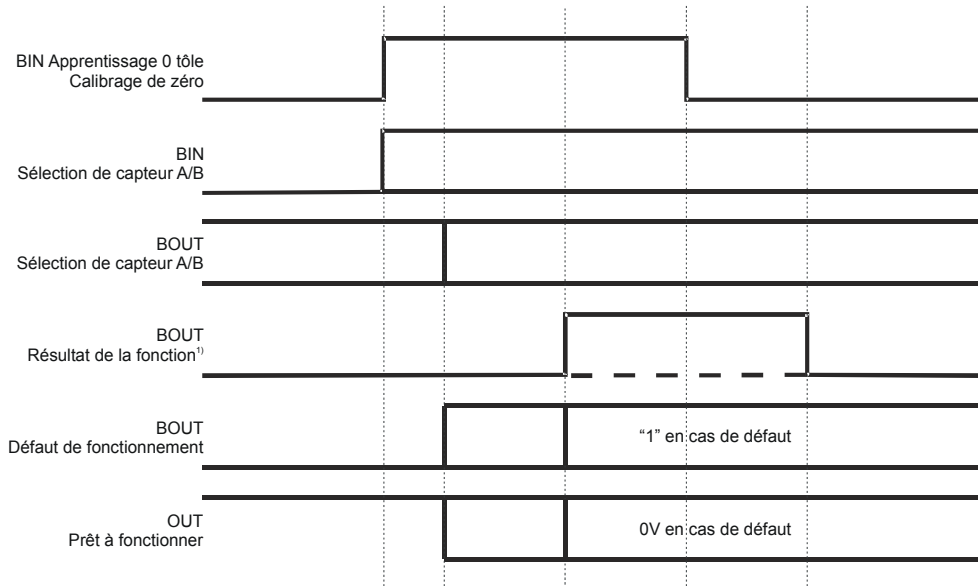 BIN Apprentissage 0 tôle
Calibrage de zéro
BIN
Sélection de capteur A/B
BOUT
Sélection de capteur A/B
BOUT
Résultat de la fonction¹⁾
BOUT
Défaut de fonctionnement
“1” en cas de défaut
OUT
Prêt à fonctionner
0V en cas de défaut